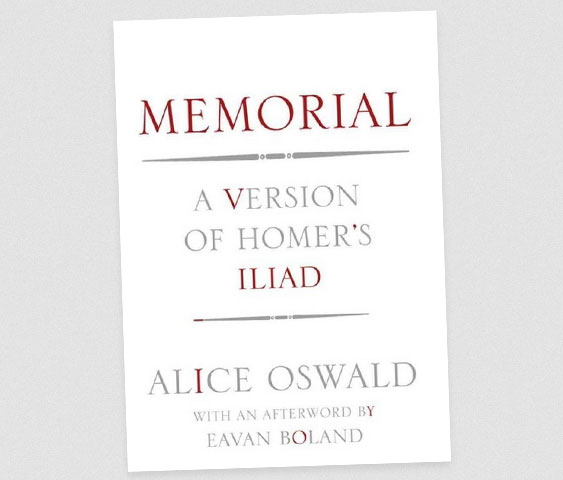 MEMORIAL
A VERSION
OF HOMER'S
ILIAD
ALICE OSWALD
WITH AN AFTERWORD BY
EAVAN BOLAND